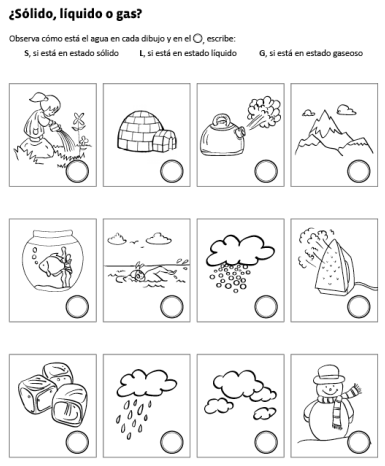 ¿Sólido, líquido o gas?
Observa cómo está el agua en cada dibujo y en el , escribe:
S, si está en estado sólido L, si está en estado líquido G, si está en estado gaseoso